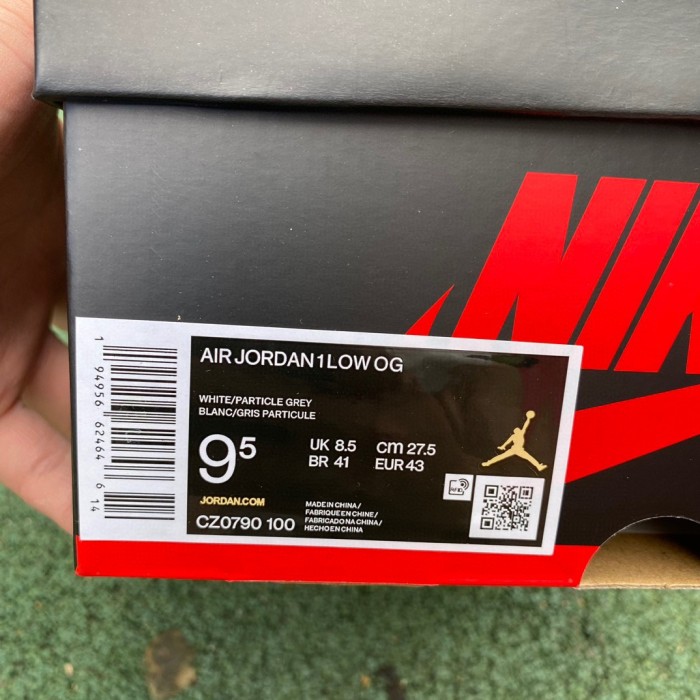 NIK
AIR JORDAN 1 LOW OG
WHITE/PARTICLE GREY
BLANC/GRIS PARTICULE
9⁵
UK 8.5 cm 27.5
BR 41 EUR 43
JORDAN.COM
CZ0790 100
MADE IN CHINA/
FABRIQUE EN CHINE/
FABRICADO NA CHINA/
HECHO EN CHINA
RFID
1 94956 62464 6 14